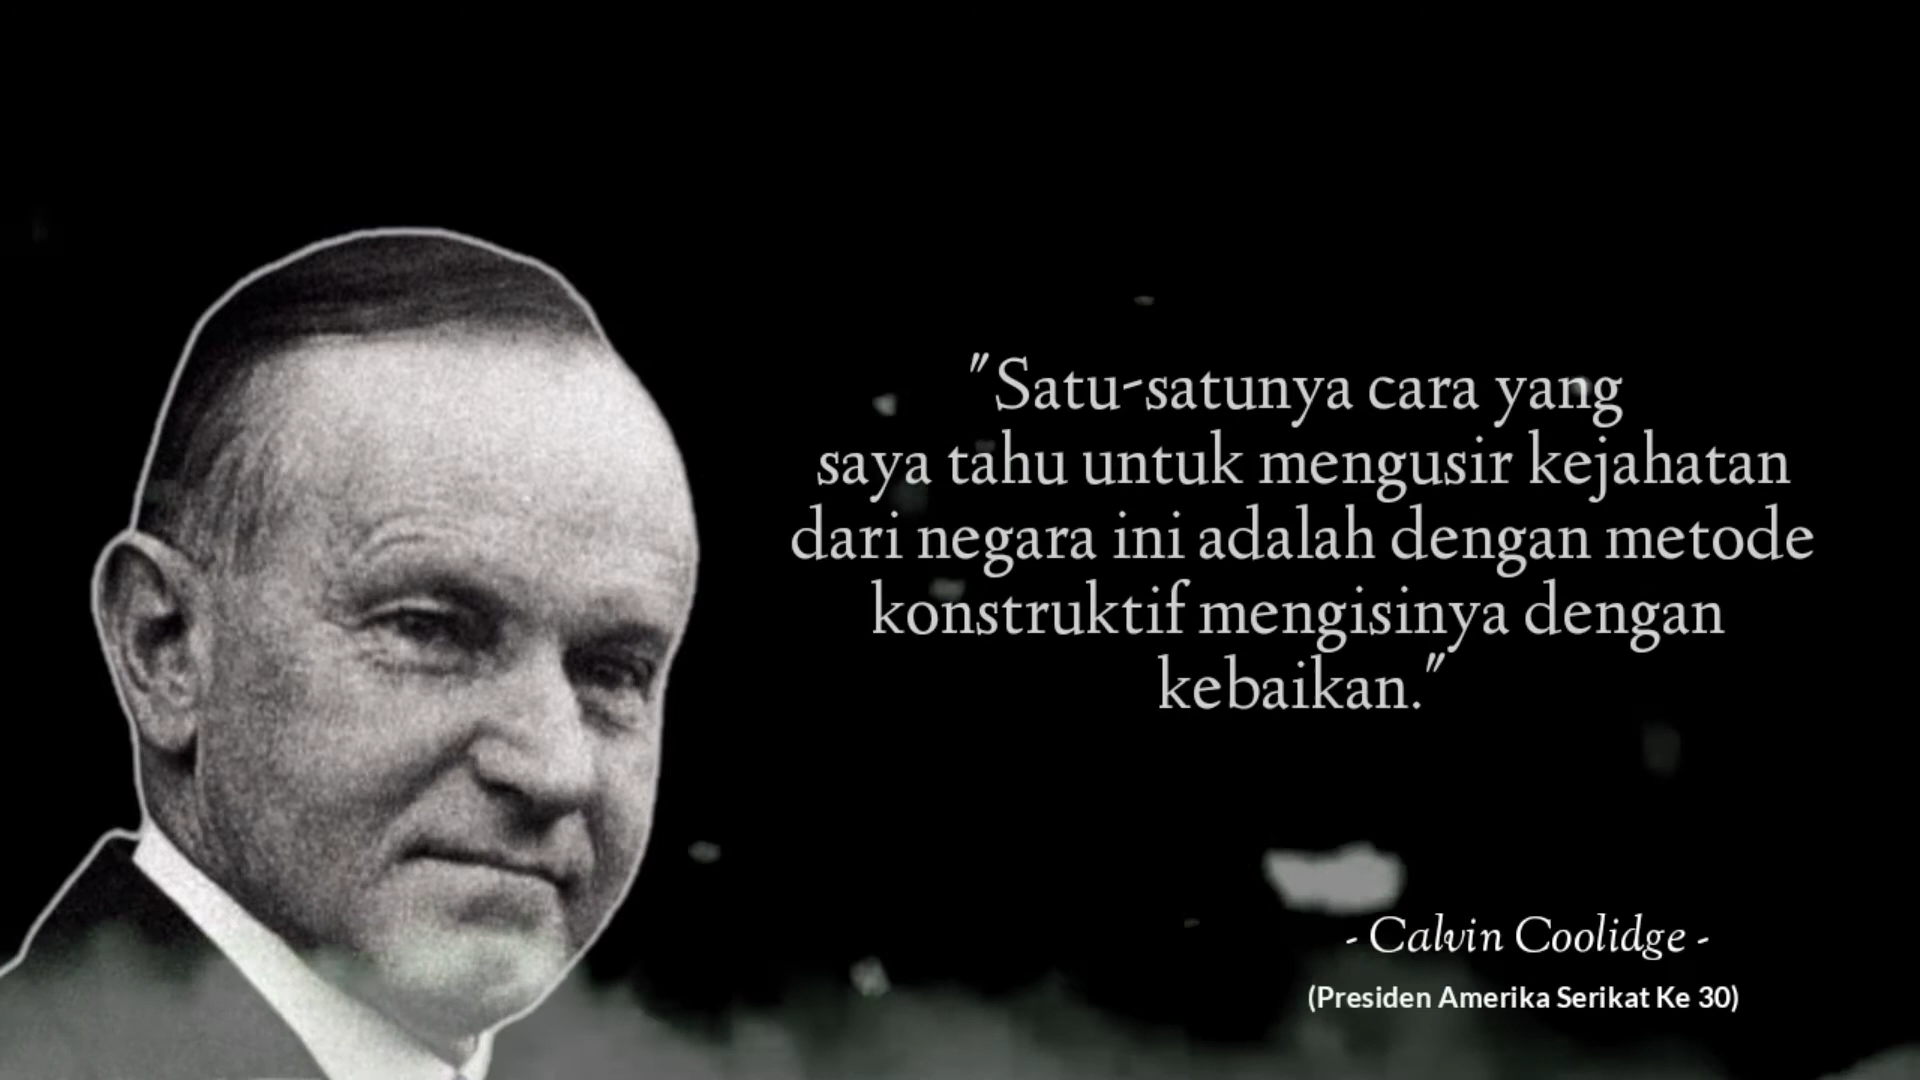 "Satu-satunya cara yang
saya tahu untuk mengusir kejahatan
dari negara ini adalah dengan metode
konstruktif mengisinya dengan
kebaikan."
- Calvin Coolidge -
(Presiden Amerika Serikat Ke 30)